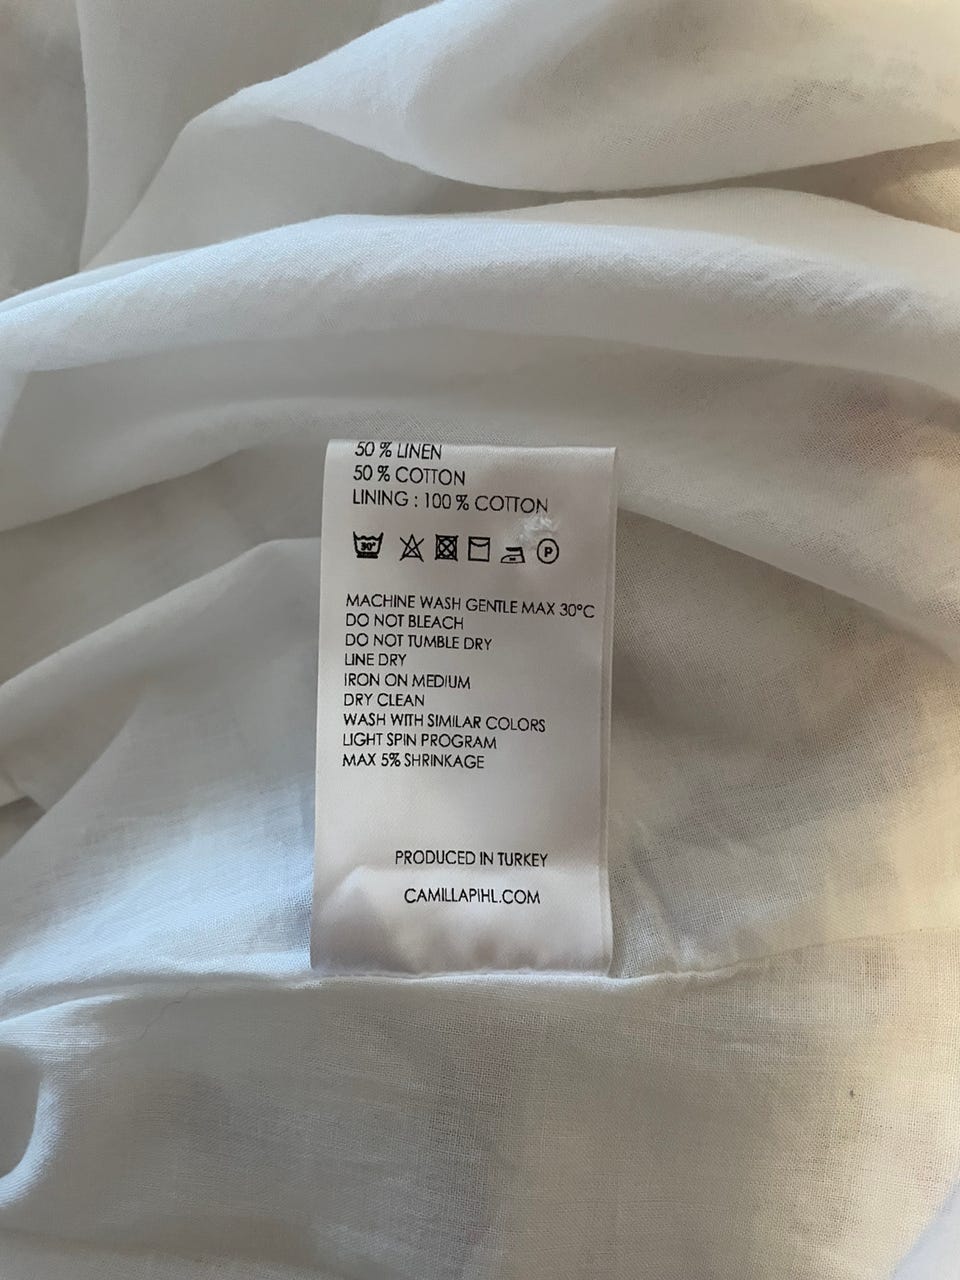 50 % LINEN
50 % COTTON
LINING : 100 % COTTON
30°
P
MACHINE WASH GENTLE MAX 30°C
DO NOT BLEACH
DO NOT TUMBLE DRY
LINE DRY
IRON ON MEDIUM
DRY CLEAN
WASH WITH SIMILAR COLORS
LIGHT SPIN PROGRAM
MAX 5% SHRINKAGE
PRODUCED IN TURKEY
CAMILLAPIHL.COM